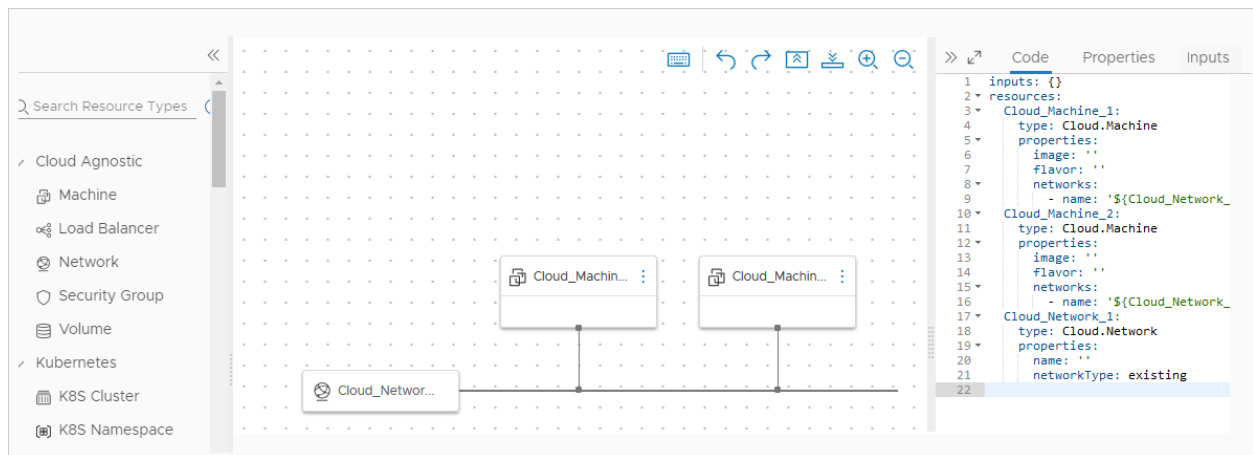 Search Resource Types
Cloud Agnostic
Machine
Load Balancer
Network
Security Group
Volume
Kubernetes
K8S Cluster
K8S Namespace
Cloud_Machin...
Cloud_Machin...
Cloud_Networ...
Code Properties Inputs
1 inputs: {}
2 resources:
3 Cloud_Machine_1:
4 type: Cloud.Machine
5 properties:
6 image: ''
7 flavor: ''
8 networks:
9 - name: '${Cloud_Network_
10 Cloud_Machine_2:
11 type: Cloud.Machine
12 properties:
13 image: ''
14 flavor: ''
15 networks:
16 - name: '${Cloud_Network_
17 Cloud_Network_1:
18 type: Cloud.Network
19 properties:
20 name: ''
21 networkType: existing
22